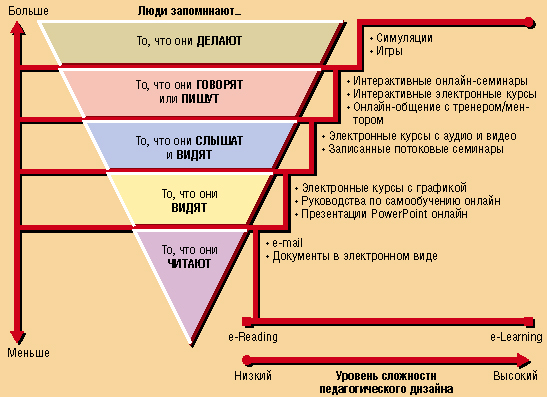 Больше
Люди запоминают...
То, что они ДЕЛАЮТ
• Симуляции
• Игры
То, что они ГОВОРЯТ
или ПИШУТ
• Интерактивные онлайн-семинары
• Интерактивные электронные курсы
• Онлайн-общение с тренером/мен-
тором
То, что они СЛЫШАТ
и ВИДЯТ
• Электронные курсы с аудио и видео
• Записанные потоковые семинары
То, что они
ВИДЯТ
• Электронные курсы с графикой
• Руководства по самообучению онлайн
• Презентации PowerPoint онлайн
То, что они
ЧИТАЮТ
• e-mail
• Документы в электронном виде
Меньше
e-Reading
e-Learning
Низкий
Уровень сложности
педагогического дизайна
Высокий